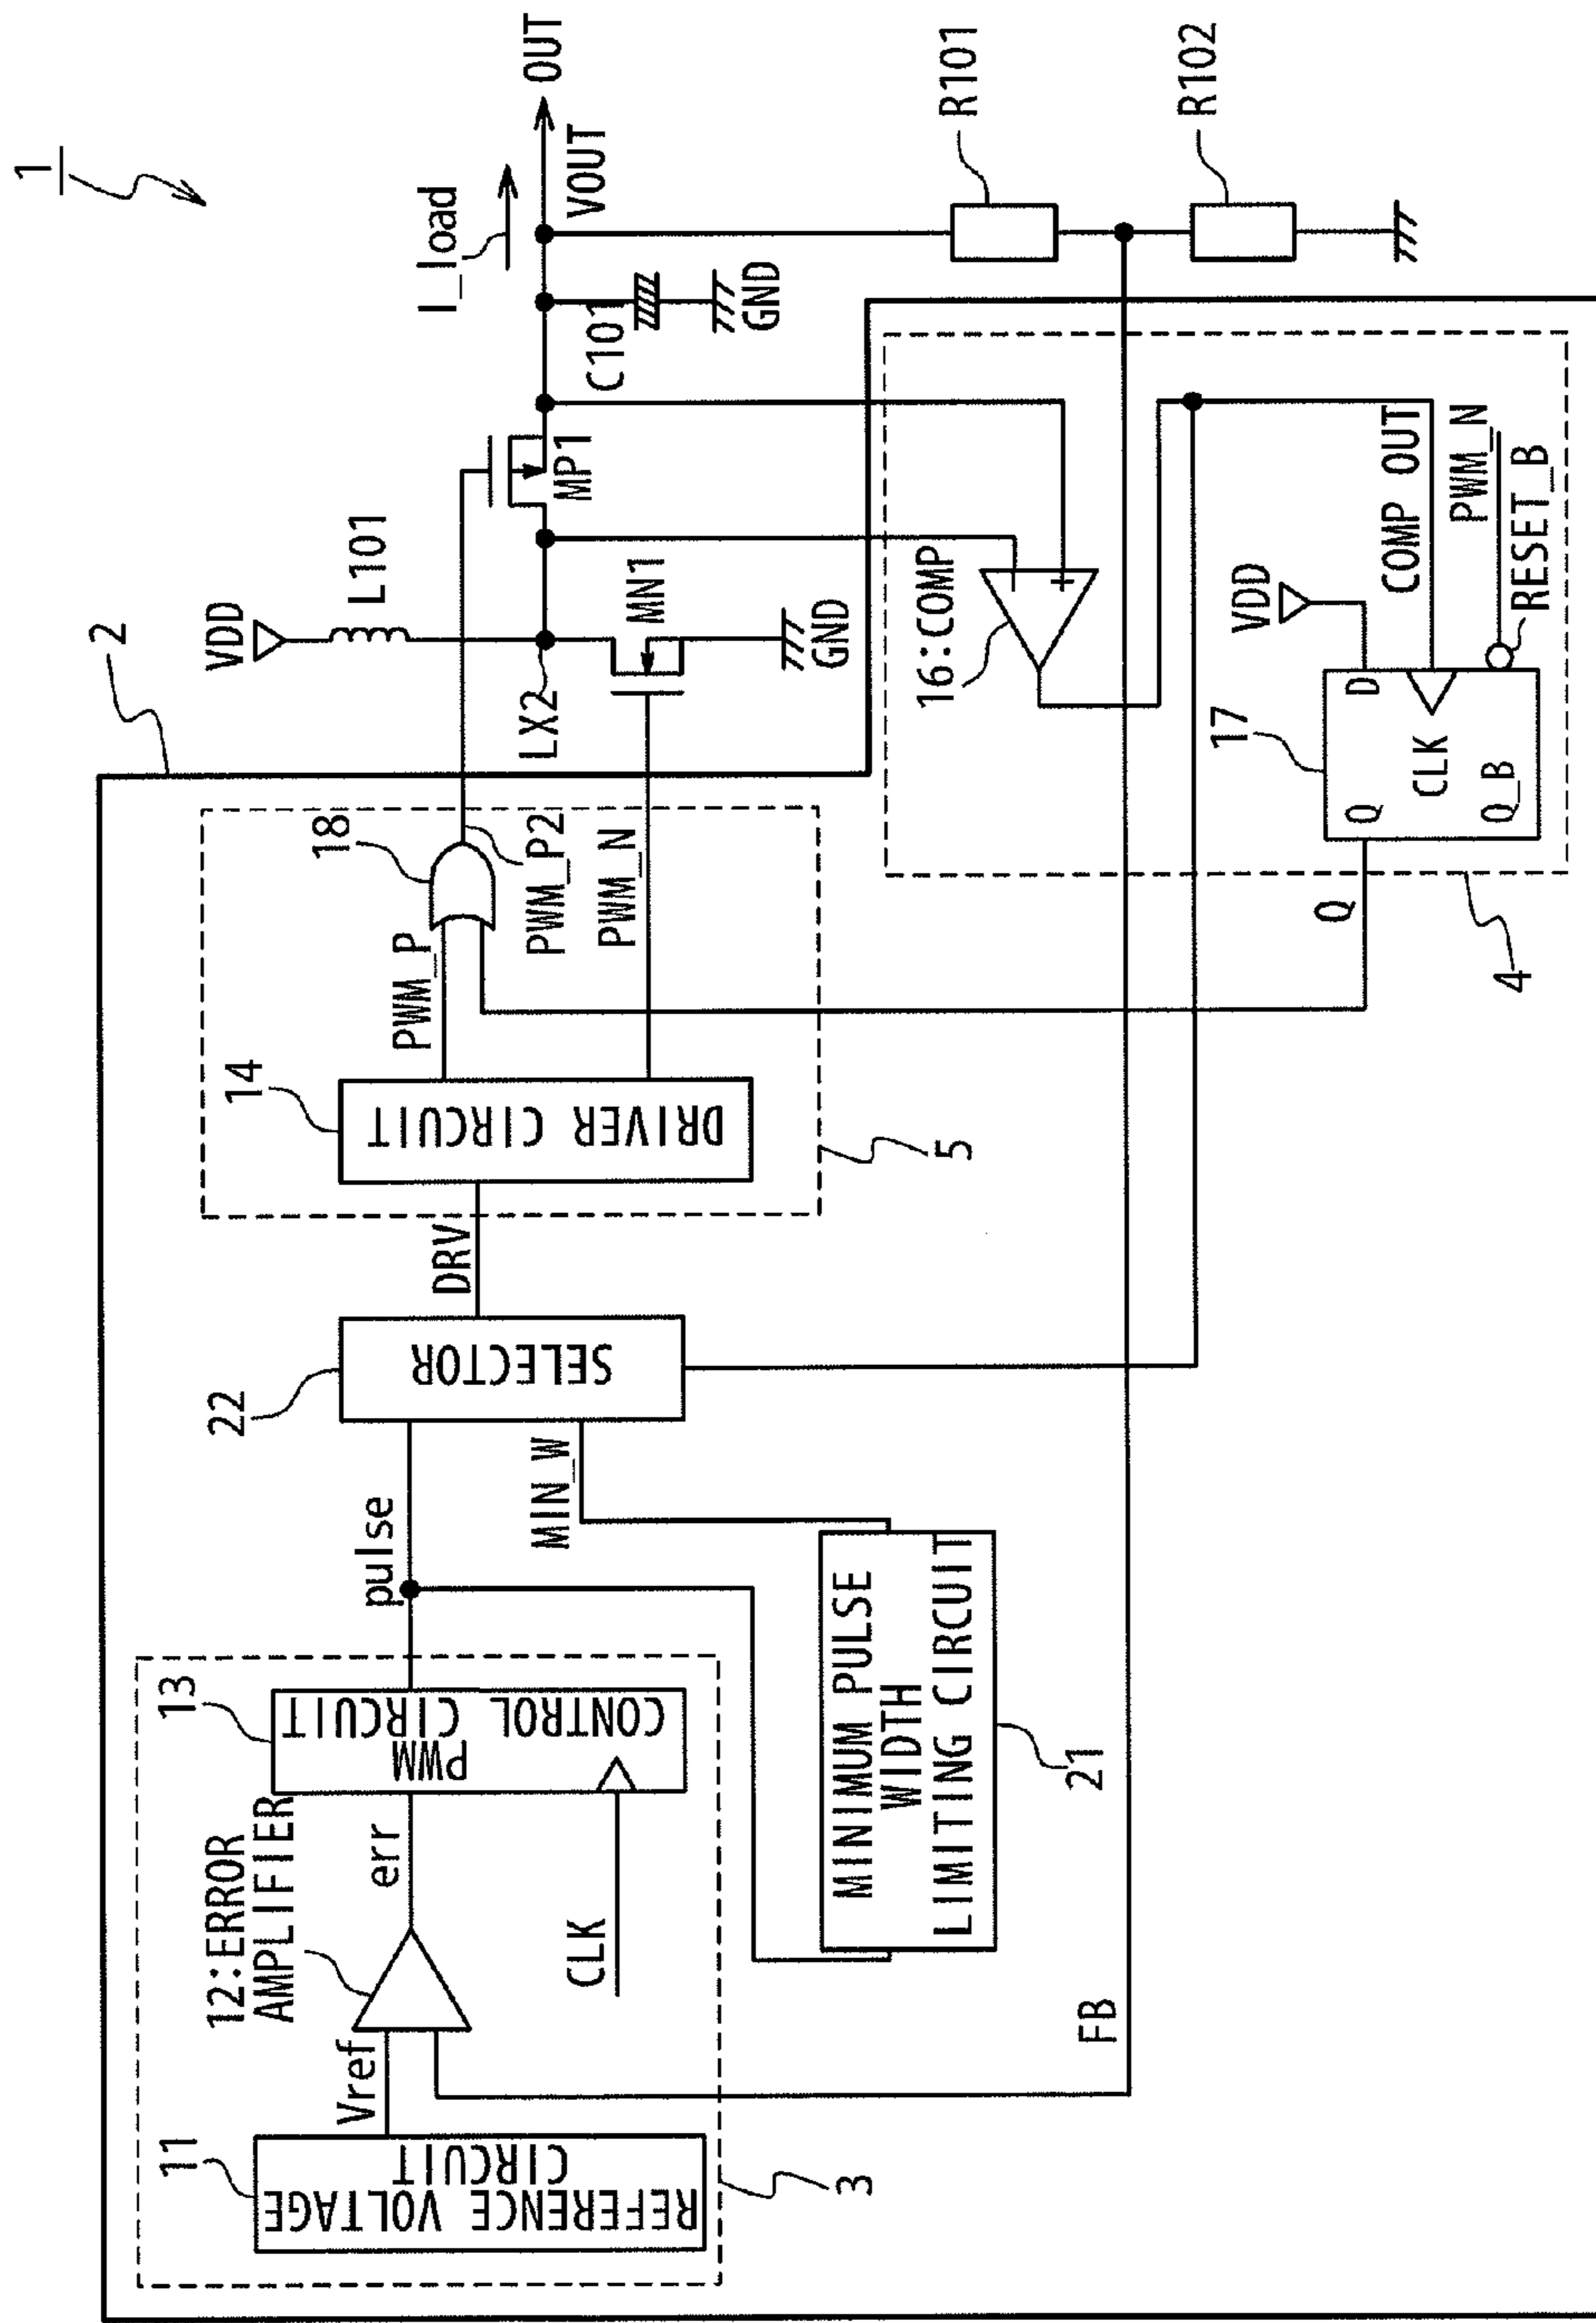 1
2
VDD
L101
I_load
OUT
VOUT
LX2
MP1
MN1
C101
GND
GND
R101
R102
18
PWM_P
PWM_P2
PWM_N
14
DRIVER CIRCUIT
5
DRV
22
SELECTOR
pulse
MIN_W
13
PWM
CONTROL CIRCUIT
12:ERROR
AMPLIFIER
err
CLK
Vref
11
REFERENCE VOLTAGE
CIRCUIT
3
MINIMUM PULSE
WIDTH
LIMITING CIRCUIT
21
FB
16:COMP
VDD
17
D
Q
CLK
Q_B
COMP OUT
PWM_N
RESET_B
Q
4